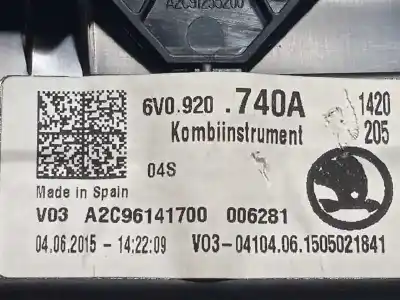 A2C91255200
6V0.920 .740A 1420
Kombiinstrument 205
04S
Made in Spain
V03 A2C96141700 006281
04.06.2015 - 14:22:09 V03-04104.06.1505021841